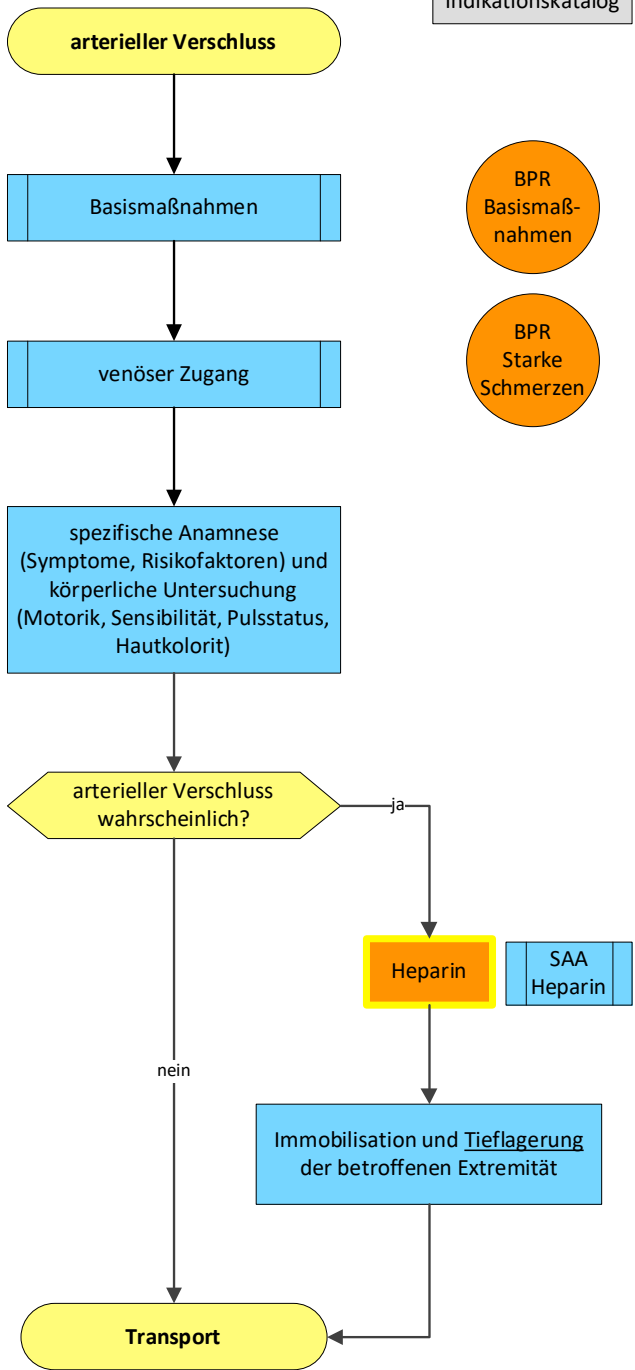 Indikationskatalog
arterieller Verschluss
Basismaßnahmen
BPR
Basismaß-
nahmen
venöser Zugang
BPR
Starke
Schmerzen
spezifische Anamnese
(Symptome, Risikofaktoren) und
körperliche Untersuchung
(Motorik, Sensibilität, Pulsstatus,
Hautkolorit)
arterieller Verschluss
wahrscheinlich?
ja
Heparin
SAA
Heparin
nein
Immobilisation und Tieflagerung
der betroffenen Extremität
Transport